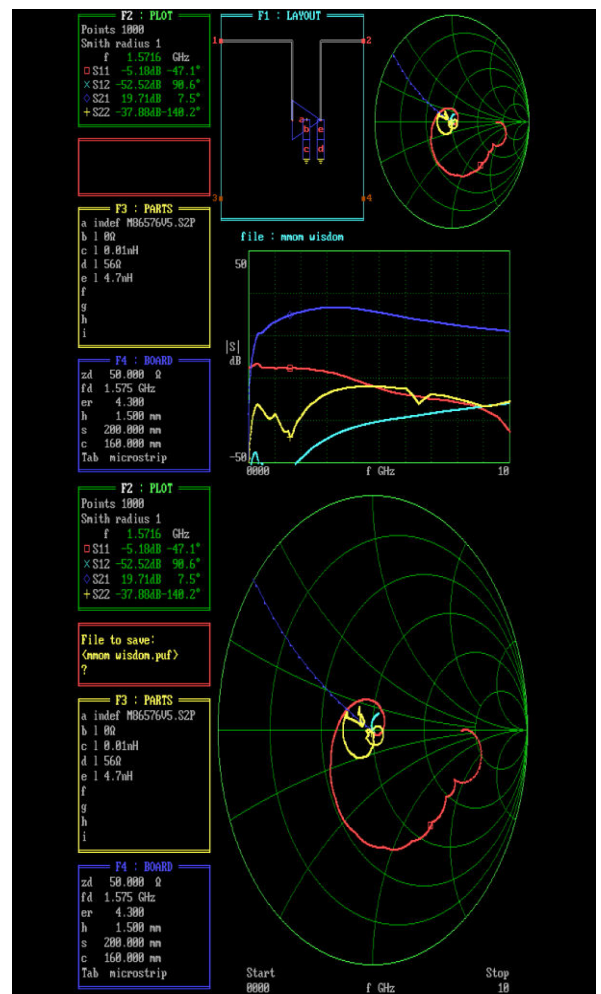 F2 : PLOT
Points 1000
Smith radius 1
f 1.5716 GHz
S11 -5.18dB -47.1°
S12 -52.52dB 90.6°
S21 19.71dB 7.5°
S22 -37.88dB-140.2°
F1 : LAYOUT
1
2
a
b
e
c
d
3
4
F3 : PARTS
a indef M86576V5.S2P
b l 0Ω
c l 0.01nH
d l 56Ω
e l 4.7nH
f
g
h
i
file : mmom wisdom
50
|S|
dB
-50
0000
f GHz
10
F4 : BOARD
zd 50.000 Ω
fd 1.575 GHz
er 4.300
h 1.500 mm
s 200.000 mm
c 160.000 mm
Tab microstrip
F2 : PLOT
Points 1000
Smith radius 1
f 1.5716 GHz
S11 -5.18dB -47.1°
S12 -52.52dB 90.6°
S21 19.71dB 7.5°
S22 -37.88dB-140.2°
File to save:
<mmom wisdom.puf>
?
F3 : PARTS
a indef M86576V5.S2P
b l 0Ω
c l 0.01nH
d l 56Ω
e l 4.7nH
f
g
h
i
F4 : BOARD
zd 50.000 Ω
fd 1.575 GHz
er 4.300
h 1.500 mm
s 200.000 mm
c 160.000 mm
Tab microstrip
Start
0000
f GHz
Stop
10